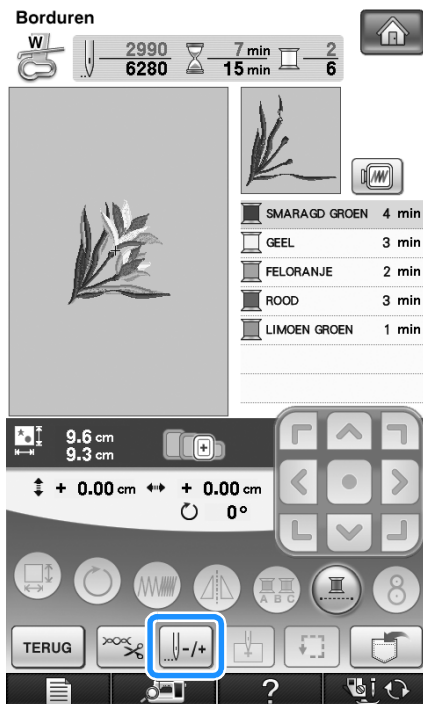 Borduren
W
2990 7 min 2
6280 15 min 6
SMARAGD GROEN 4 min
GEEL 3 min
FELORANJE 2 min
ROOD 3 min
LIMOEN GROEN 1 min
9.6 cm
9.3 cm
+ 0.00 cm + 0.00 cm
0°
A B C
8
TERUG -/+
?